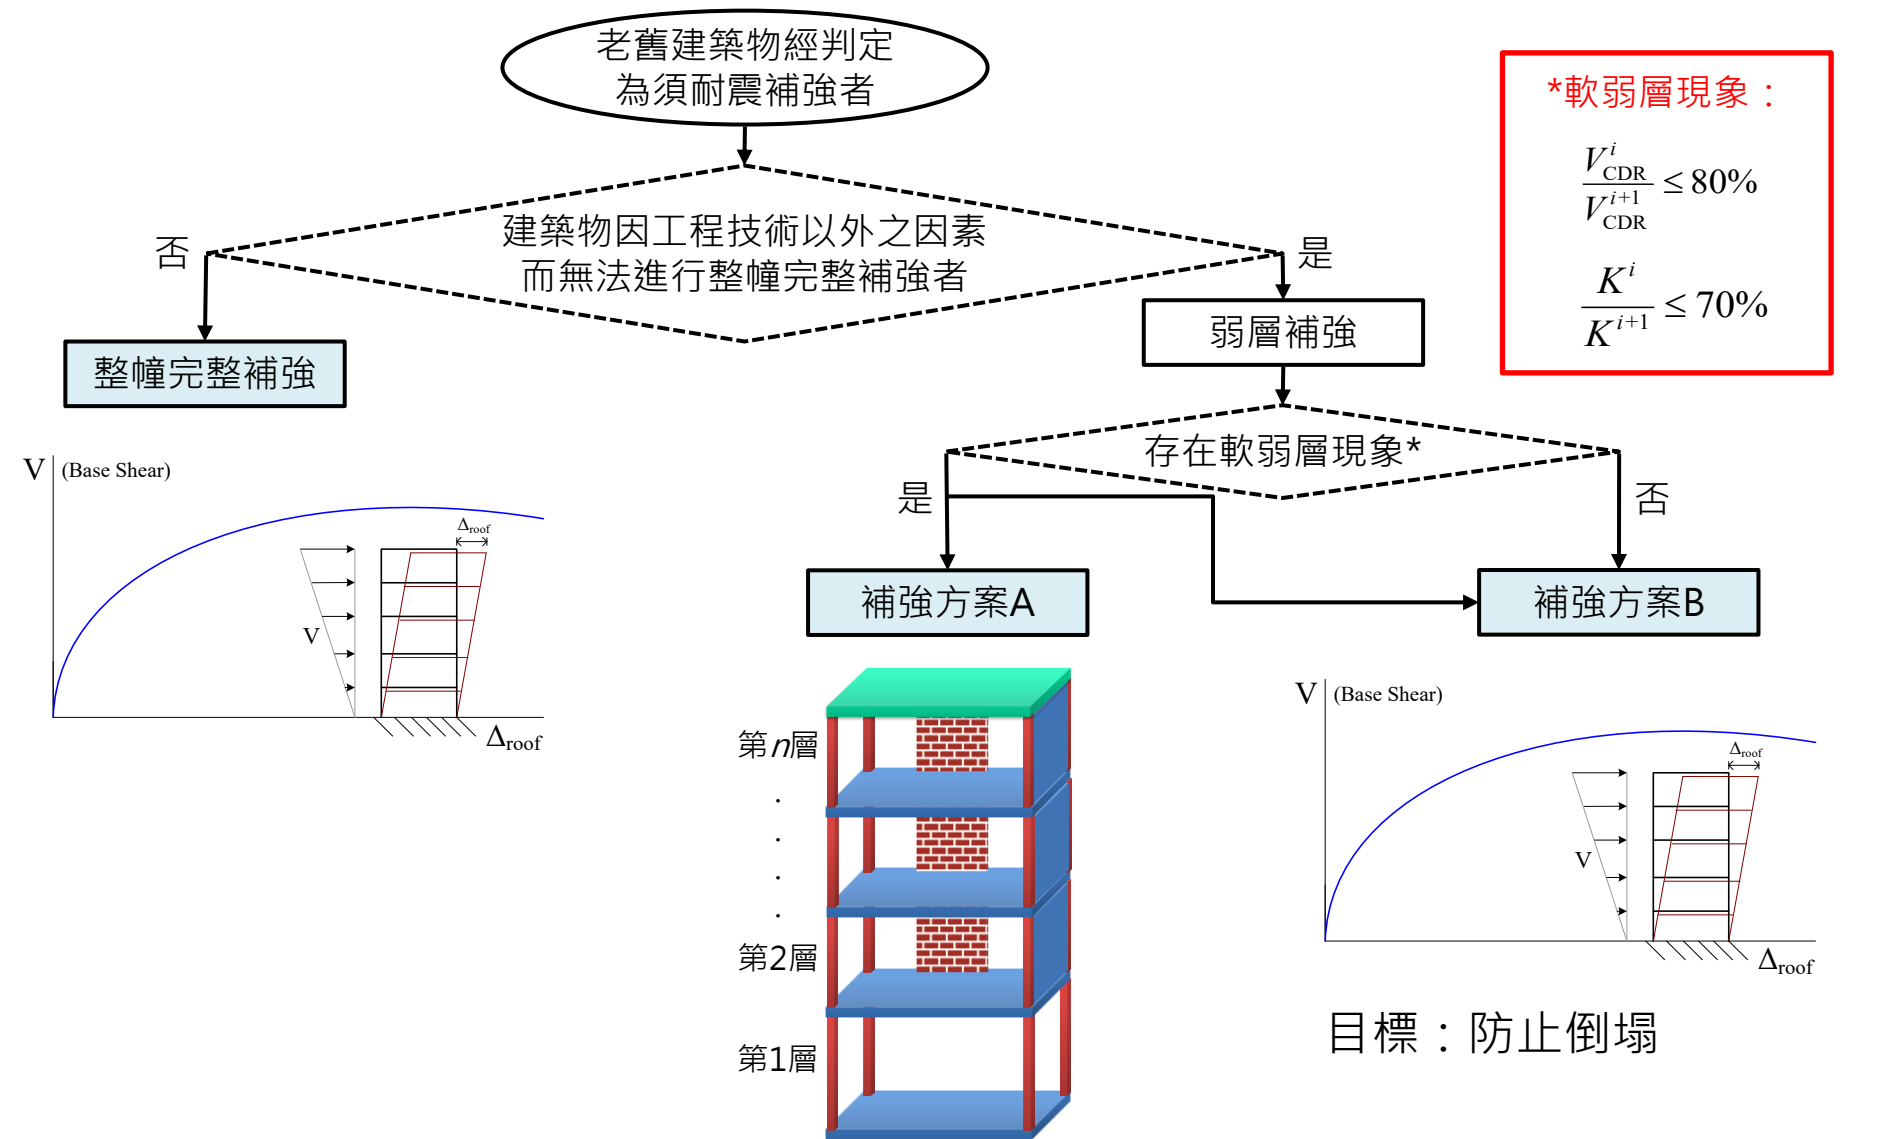 老舊建築物經判定
為須耐震補強者
*軟弱層現象：
V^i_CDR / V^{i+1}_CDR ≤ 80%
K^i / K^{i+1} ≤ 70%
建築物因工程技術以外之因素
而無法進行整幢完整補強者
否
是
整幢完整補強
弱層補強
存在軟弱層現象*
是
否
補強方案A
補強方案B
V (Base Shear)
Δroof
V
Δroof
第n層
第2層
第1層
V (Base Shear)
Δroof
V
Δroof
目標：防止倒塌